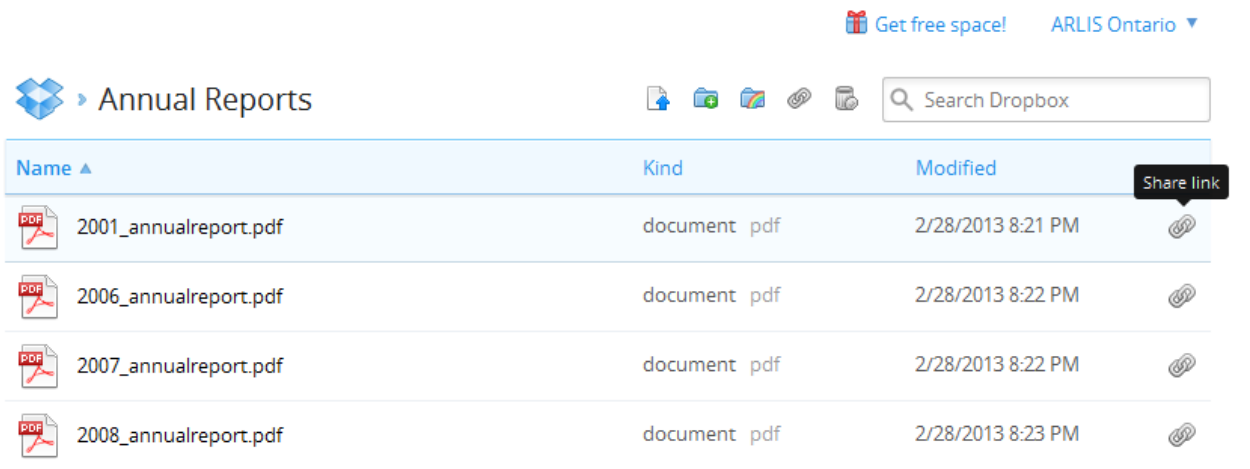 Get free space! ARLIS Ontario
Annual Reports
Search Dropbox
Name Kind Modified
Share link
PDF 2001_annualreport.pdf document pdf 2/28/2013 8:21 PM
PDF 2006_annualreport.pdf document pdf 2/28/2013 8:22 PM
PDF 2007_annualreport.pdf document pdf 2/28/2013 8:22 PM
PDF 2008_annualreport.pdf document pdf 2/28/2013 8:23 PM